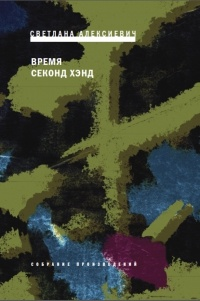 СВЕТЛАНА АЛЕКСИЕВИЧ
ВРЕМЯ
СЕКОНД ХЭНД
СОБРАНИЕ ПРОИЗВЕДЕНИЙ